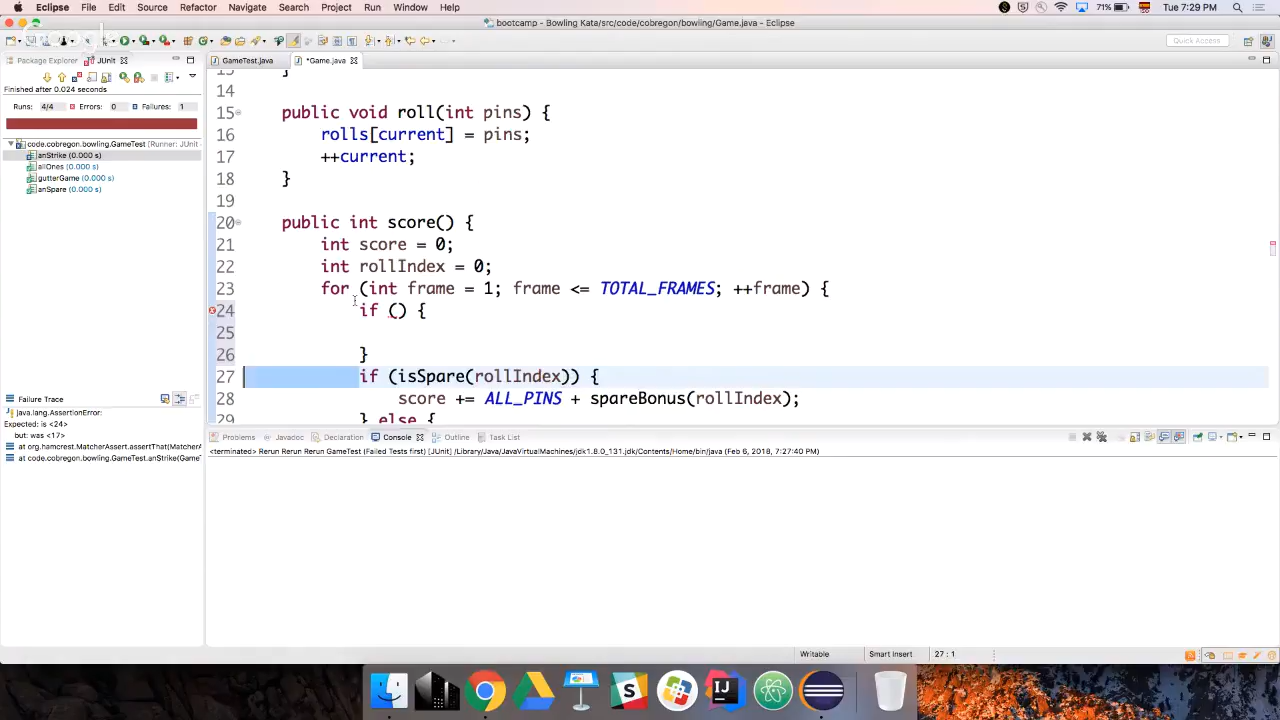 Eclipse File Edit Source Refactor Navigate Search Project Run Window Help 71% Tue 7:29 PM
bootcamp - Bowling Kata/src/code/cobregon/bowling/Game.java - Eclipse
Quick Access
Package Explorer JUnit
GameTest.java *Game.java
Finished after 0.024 seconds
Runs: 4/4 Errors: 0 Failures: 1
code.cobregon.bowling.GameTest [Runner: JUnit
anStrike (0.000 s)
allOnes (0.000 s)
gutterGame (0.000 s)
anSpare (0.000 s)
Failure Trace
java.lang.AssertionError:
Expected: is <24>
but: was <17>
at org.hamcrest.MatcherAssert.assertThat(MatcherA
at code.cobregon.bowling.GameTest.anStrike(Game
13 }
14
15 public void roll(int pins) {
16 rolls[current] = pins;
17 ++current;
18 }
19
20 public int score() {
21 int score = 0;
22 int rollIndex = 0;
23 for (int frame = 1; frame <= TOTAL_FRAMES; ++frame) {
24 if () {
25
26 }
27 if (isSpare(rollIndex)) {
28 score += ALL_PINS + spareBonus(rollIndex);
29 } else {
Problems Javadoc Declaration Console Outline Task List
<terminated> Rerun Rerun Rerun GameTest (Failed Tests first) [JUnit] /Library/Java/JavaVirtualMachines/jdk1.8.0_131.jdk/Contents/Home/bin/java (Feb 6, 2018, 7:27:40 PM)
Writable Smart Insert 27 : 1